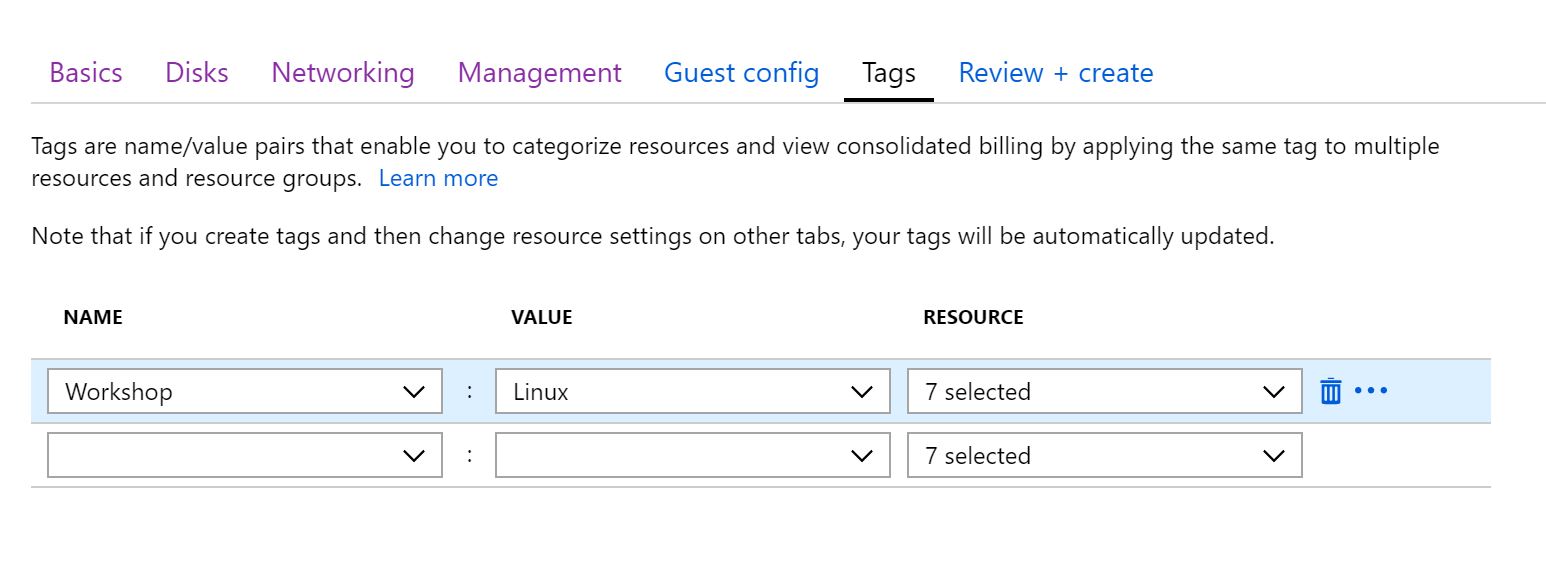 Basics Disks Networking Management Guest config Tags Review + create
Tags are name/value pairs that enable you to categorize resources and view consolidated billing by applying the same tag to multiple
resources and resource groups. Learn more
Note that if you create tags and then change resource settings on other tabs, your tags will be automatically updated.
NAME VALUE RESOURCE
Workshop : Linux 7 selected
: 7 selected